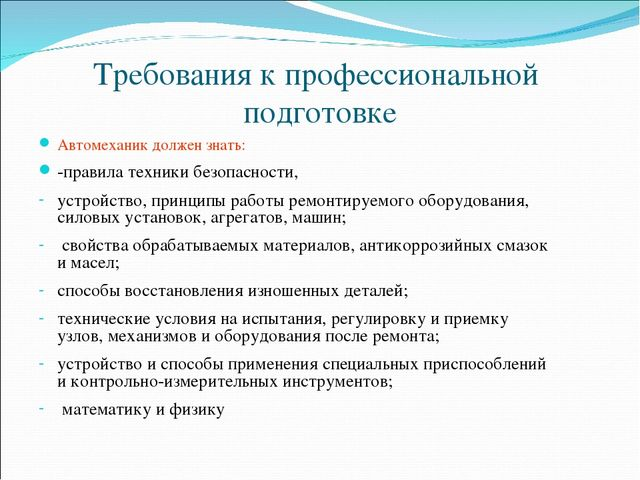 Требования к профессиональной
подготовке
Автомеханик должен знать:
-правила техники безопасности,
- устройство, принципы работы ремонтируемого оборудования,
силовых установок, агрегатов, машин;
- свойства обрабатываемых материалов, антикоррозийных смазок
и масел;
- способы восстановления изношенных деталей;
- технические условия на испытания, регулировку и приемку
узлов, механизмов и оборудования после ремонта;
- устройство и способы применения специальных приспособлений
и контрольно-измерительных инструментов;
- математику и физику